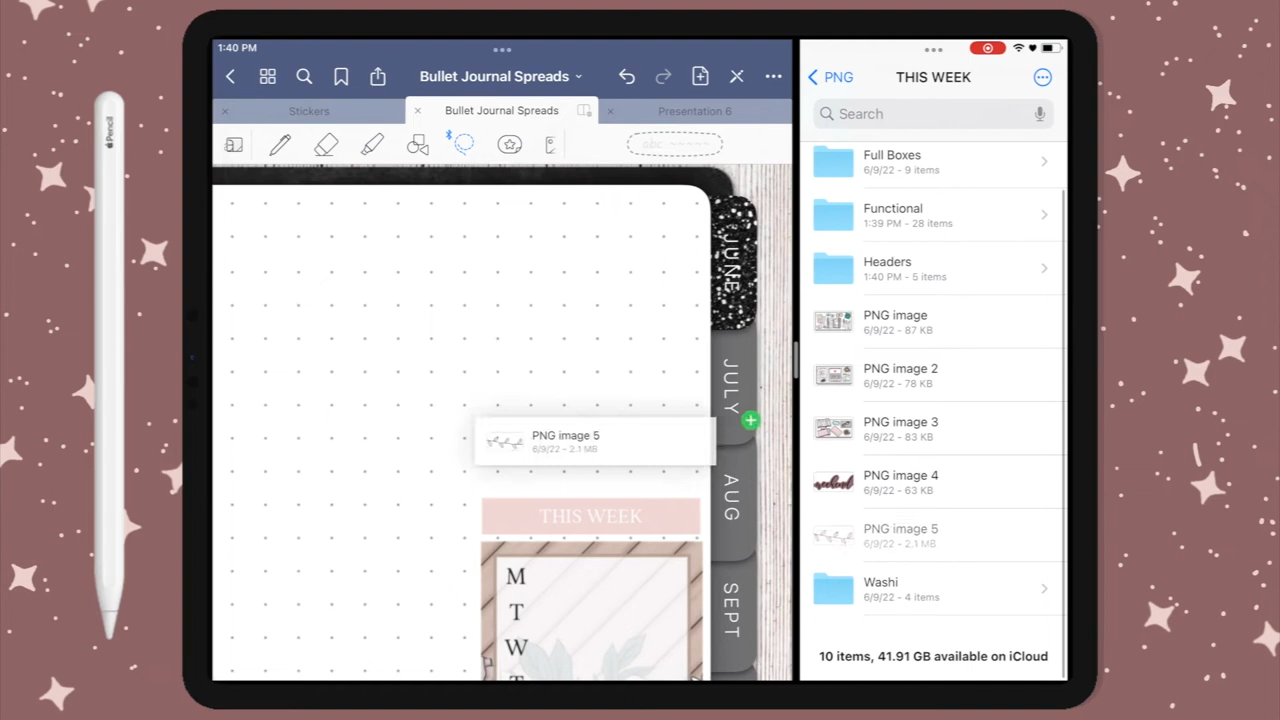 Pencil
1:40 PM
Bullet Journal Spreads
Stickers
Bullet Journal Spreads
Presentation 6
abc
JUNE
JULY
AUG
SEPT
PNG image 5
6/9/22 - 2.1 MB
THIS WEEK
M
T
W
T
PNG
THIS WEEK
Search
Full Boxes
6/9/22 - 9 items
Functional
1:39 PM - 28 items
Headers
1:40 PM - 5 items
PNG image
6/9/22 - 87 KB
PNG image 2
6/9/22 - 78 KB
PNG image 3
6/9/22 - 83 KB
weekend
PNG image 4
6/9/22 - 63 KB
PNG image 5
6/9/22 - 2.1 MB
Washi
6/9/22 - 4 items
10 items, 41.91 GB available on iCloud